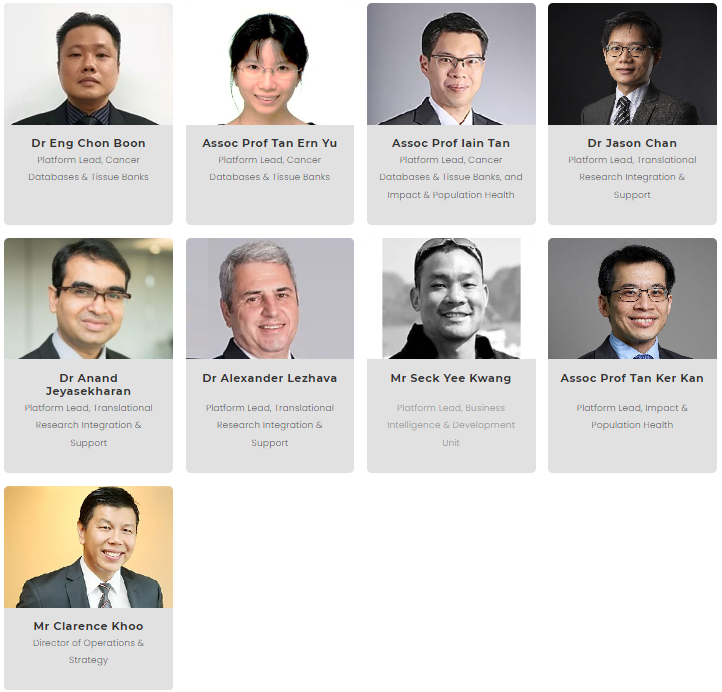 Dr Eng Chon Boon
Platform Lead, Cancer
Databases & Tissue Banks
Assoc Prof Tan Ern Yu
Platform Lead, Cancer
Databases & Tissue Banks
Assoc Prof Iain Tan
Platform Lead, Cancer
Databases & Tissue Banks, and
Impact & Population Health
Dr Jason Chan
Platform Lead, Translational
Research Integration &
Support
Dr Anand
Jeyasekharan
Platform Lead, Translational
Research Integration &
Support
Dr Alexander Lezhava
Platform Lead, Translational
Research Integration &
Support
Mr Seck Yee Kwang
Platform Lead, Business
Intelligence & Development
Unit
Assoc Prof Tan Ker Kan
Platform Lead, Impact &
Population Health
Mr Clarence Khoo
Director of Operations &
Strategy